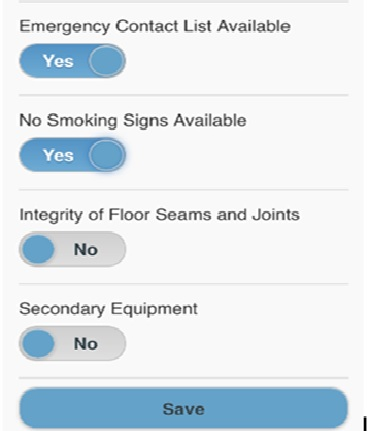 Emergency Contact List Available
Yes
No Smoking Signs Available
Yes
Integrity of Floor Seams and Joints
No
Secondary Equipment
No
Save